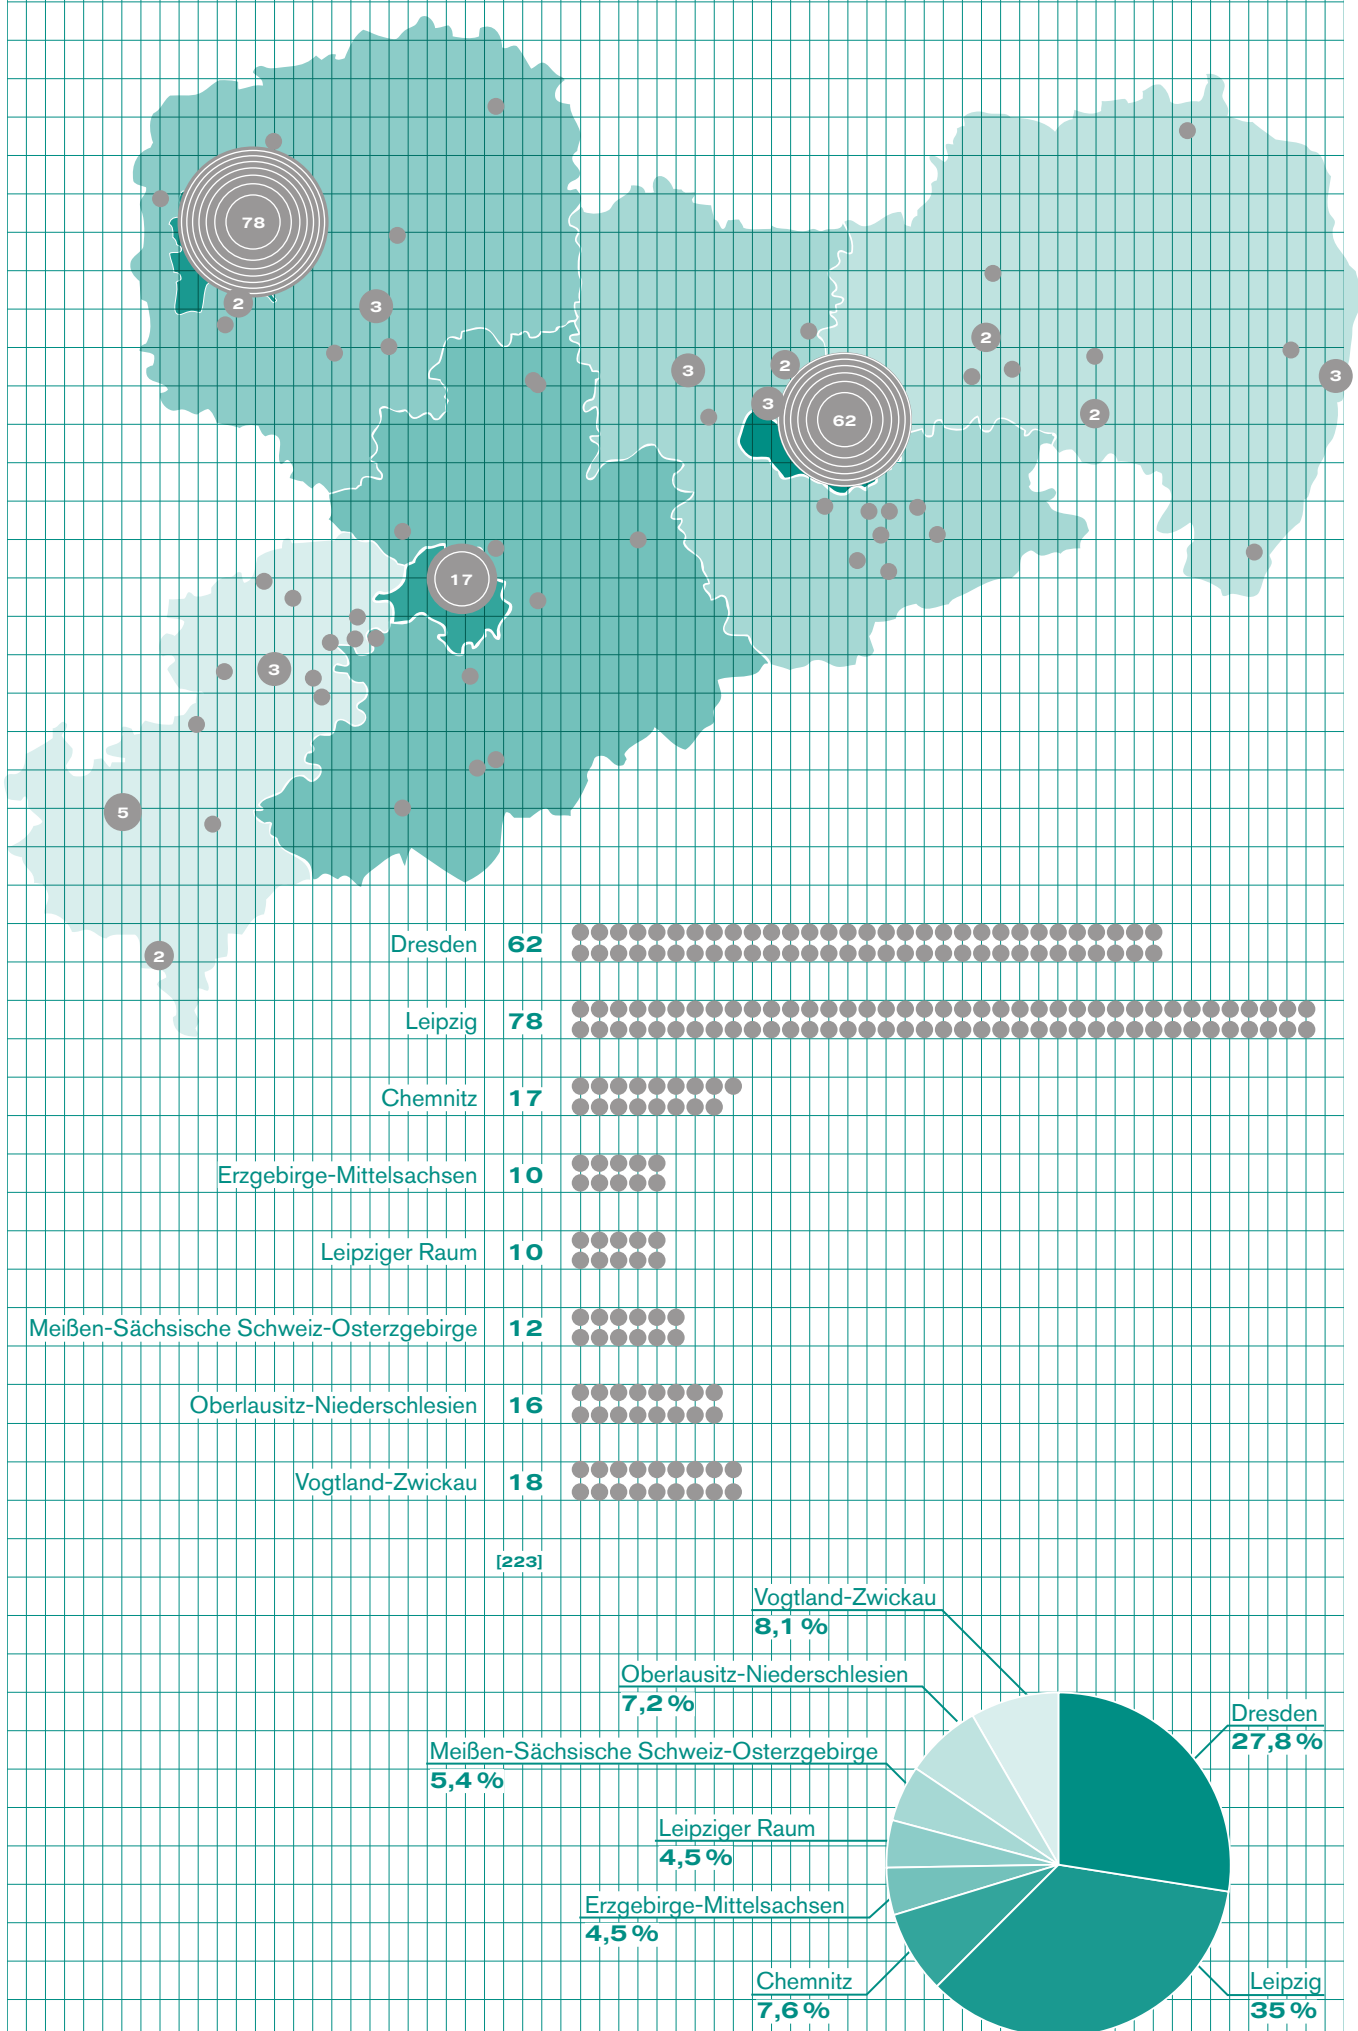 78
2
3
3
2
3
62
2
2
3
17
3
5
2
Dresden 62
Leipzig 78
Chemnitz 17
Erzgebirge-Mittelsachsen 10
Leipziger Raum 10
Meißen-Sächsische Schweiz-Osterzgebirge 12
Oberlausitz-Niederschlesien 16
Vogtland-Zwickau 18
[223]
Vogtland-Zwickau
8,1 %
Oberlausitz-Niederschlesien
7,2 %
Dresden
27,8 %
Meißen-Sächsische Schweiz-Osterzgebirge
5,4 %
Leipziger Raum
4,5 %
Erzgebirge-Mittelsachsen
4,5 %
Chemnitz
7,6 %
Leipzig
35 %